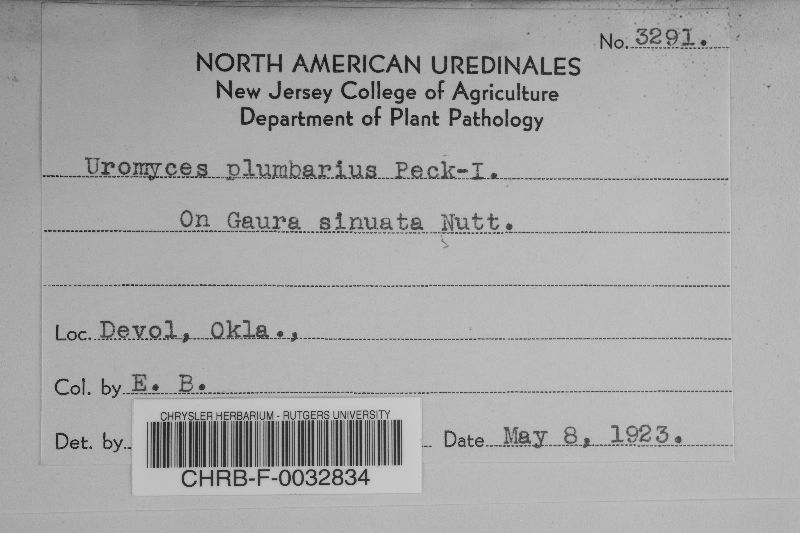 No. 3291.
NORTH AMERICAN UREDINALES
New Jersey College of Agriculture
Department of Plant Pathology
Uromyces plumbarius Peck-I.
On Gaura sinuata Nutt.
Loc. Devol, Okla.,
Col. by E. B.
CHRYSLER HERBARIUM - RUTGERS UNIVERSITY
Det. by
Date May 8, 1923.
CHRB-F-0032834